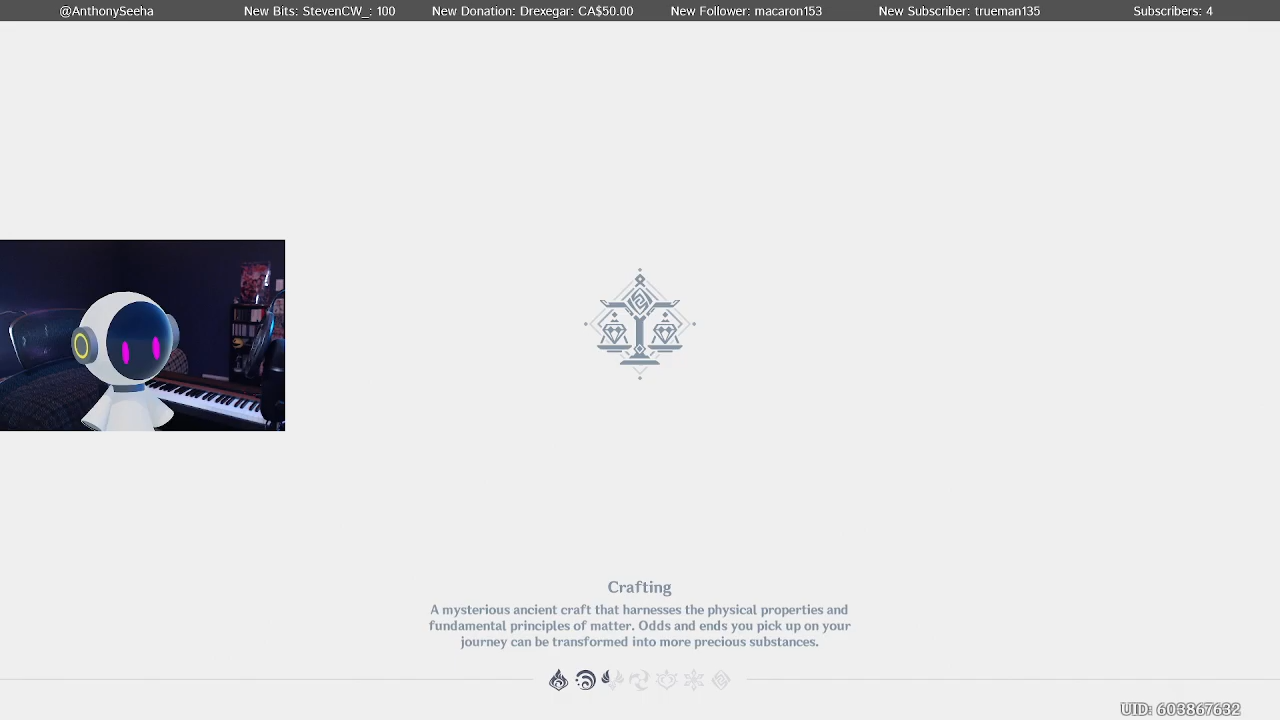 @AnthonySeeha New Bits: StevenCW_: 100 New Donation: Drexegar: CA$50.00 New Follower: macaron153 New Subscriber: trueman135 Subscribers: 4
Crafting
A mysterious ancient craft that harnesses the physical properties and
fundamental principles of matter. Odds and ends you pick up on your
journey can be transformed into more precious substances.
UID: 603867632